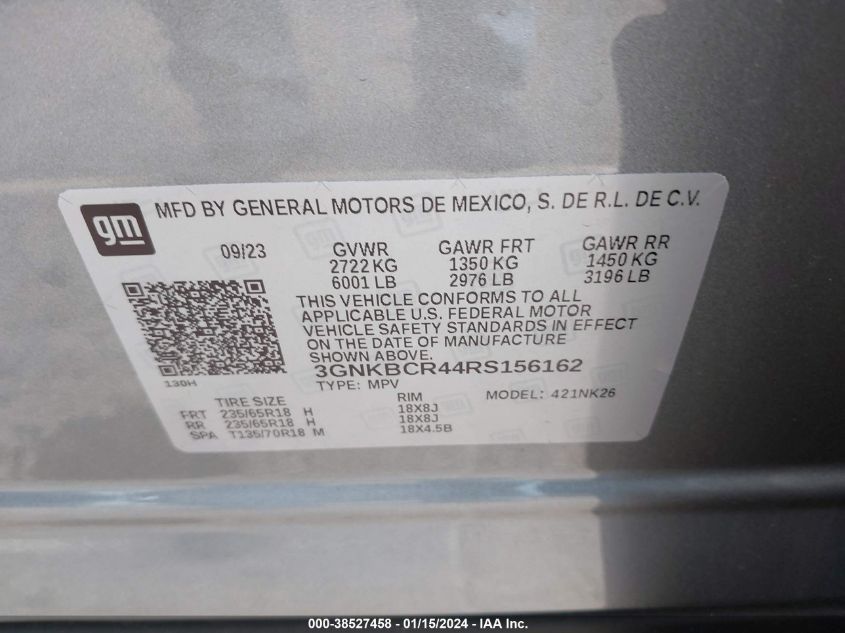 gm MFD BY GENERAL MOTORS DE MEXICO, S. DE R.L. DE C.V.
09/23 GVWR GAWR FRT GAWR RR
2722 KG 1350 KG 1450 KG
6001 LB 2976 LB 3196 LB
THIS VEHICLE CONFORMS TO ALL
APPLICABLE U.S. FEDERAL MOTOR
VEHICLE SAFETY STANDARDS IN EFFECT
ON THE DATE OF MANUFACTURE
SHOWN ABOVE.
3GNKBCR44RS156162
130H
TYPE: MPV MODEL: 421NK26
TIRE SIZE RIM
FRT 235/65R18 H 18X8J
RR 235/65R18 H 18X8J
SPA T135/70R18 M 18X4.5B
000-38527458 - 01/15/2024 - IAA Inc.